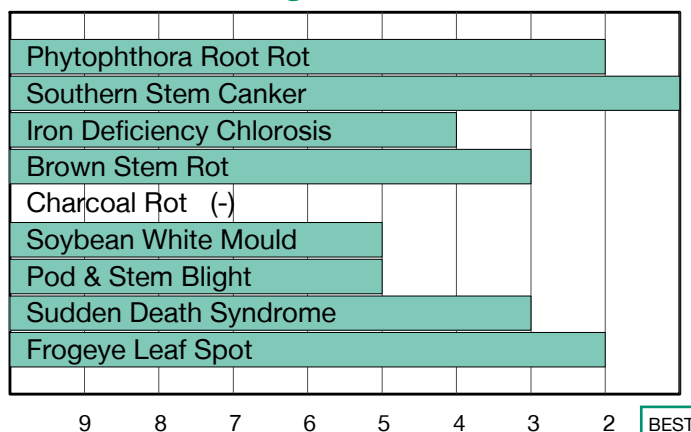 Phytophthora Root Rot
Southern Stem Canker
Iron Deficiency Chlorosis
Brown Stem Rot
Charcoal Rot (-)
Soybean White Mould
Pod & Stem Blight
Sudden Death Syndrome
Frogeye Leaf Spot
9 8 7 6 5 4 3 2 BEST